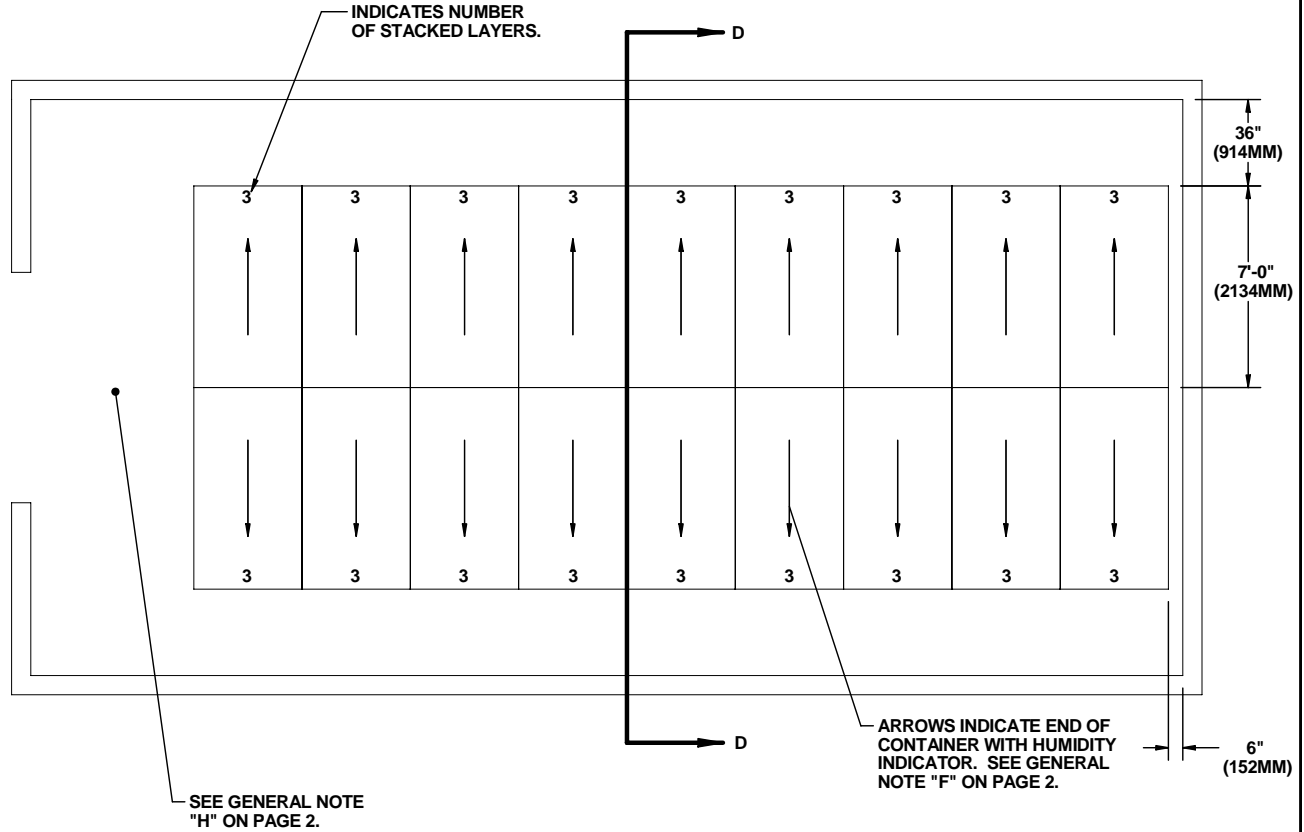 INDICATES NUMBER
OF STACKED LAYERS.
D
36"
(914MM)
3 3 3 3 3 3 3 3 3
7'-0"
(2134MM)
3 3 3 3 3 3 3 3 3
ARROWS INDICATE END OF
CONTAINER WITH HUMIDITY
INDICATOR. SEE GENERAL
NOTE "F" ON PAGE 2.
D
6"
(152MM)
SEE GENERAL NOTE
"H" ON PAGE 2.